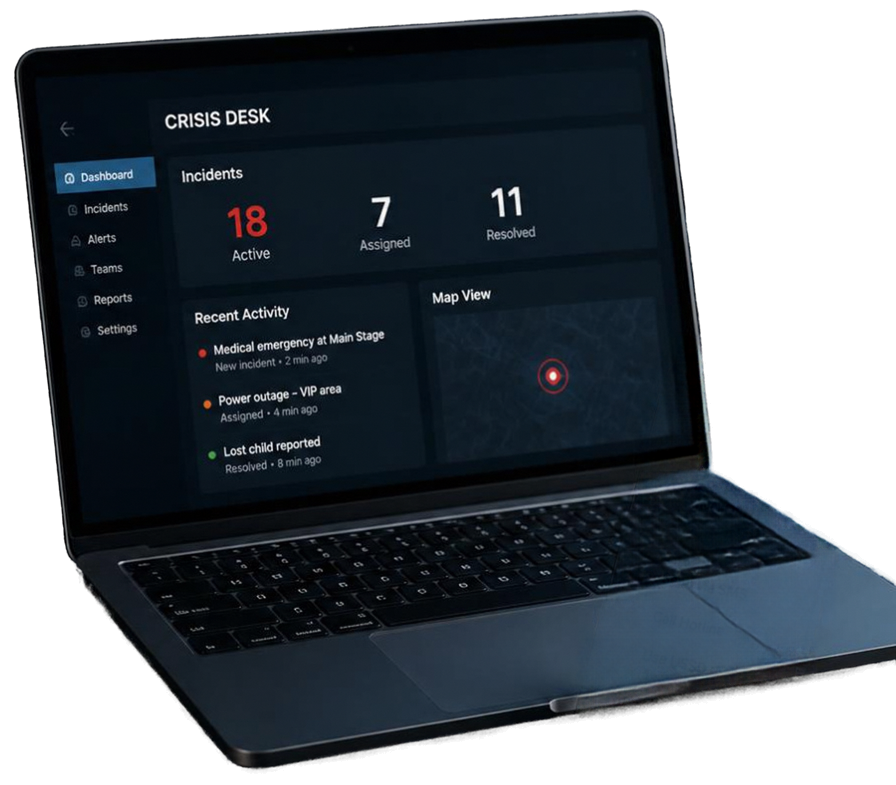 CRISIS DESK
Dashboard
Incidents
Alerts
Teams
Reports
Settings
Incidents
18
Active
7
Assigned
11
Resolved
Recent Activity
Medical emergency at Main Stage
New incident • 2 min ago
Power outage – VIP area
Assigned • 4 min ago
Lost child reported
Resolved • 8 min ago
Map View